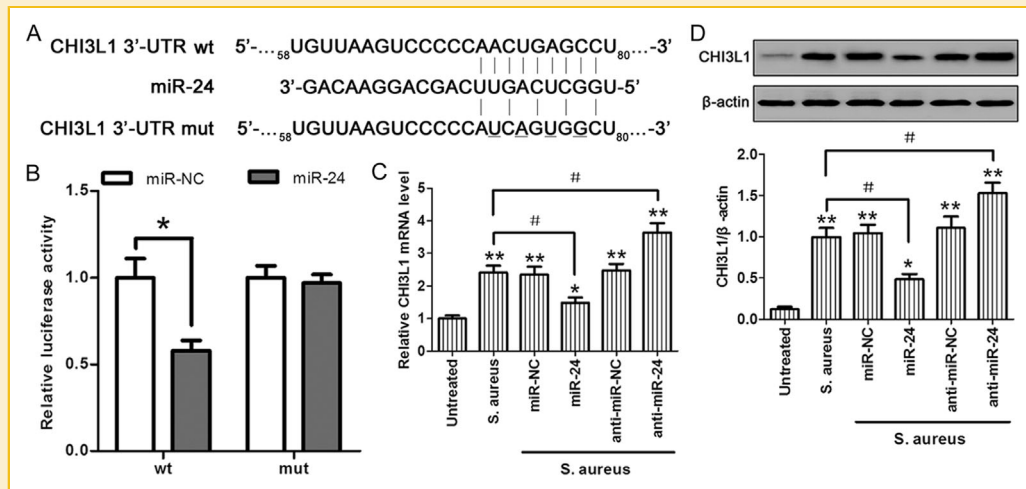 A
CHI3L1 3'-UTR wt 5'-...58UGUUAAGUCCCCCAACUGAGCCU80...-3'
miR-24 3'-GACAAGGACGACUUGACUCGGU-5'
CHI3L1 3'-UTR mut 5'-...58UGUUAAGUCCCCCAUCAGUGGCU80...-3'
B
miR-NC miR-24
Relative luciferase activity
1.5
1.0
0.5
0.0
*
wt mut
C
Relative CHI3L1 mRNA level
5
4
3
2
1
0
#
#
** ** * ** **
Untreated
S. aureus
miR-NC
miR-24
anti-miR-NC
anti-miR-24
S. aureus
D
CHI3L1
β-actin
CHI3L1/β -actin
2.0
1.5
1.0
0.5
0.0
#
#
** ** * ** **
Untreated
S. aureus
miR-NC
miR-24
anti-miR-NC
anti-miR-24
S. aureus